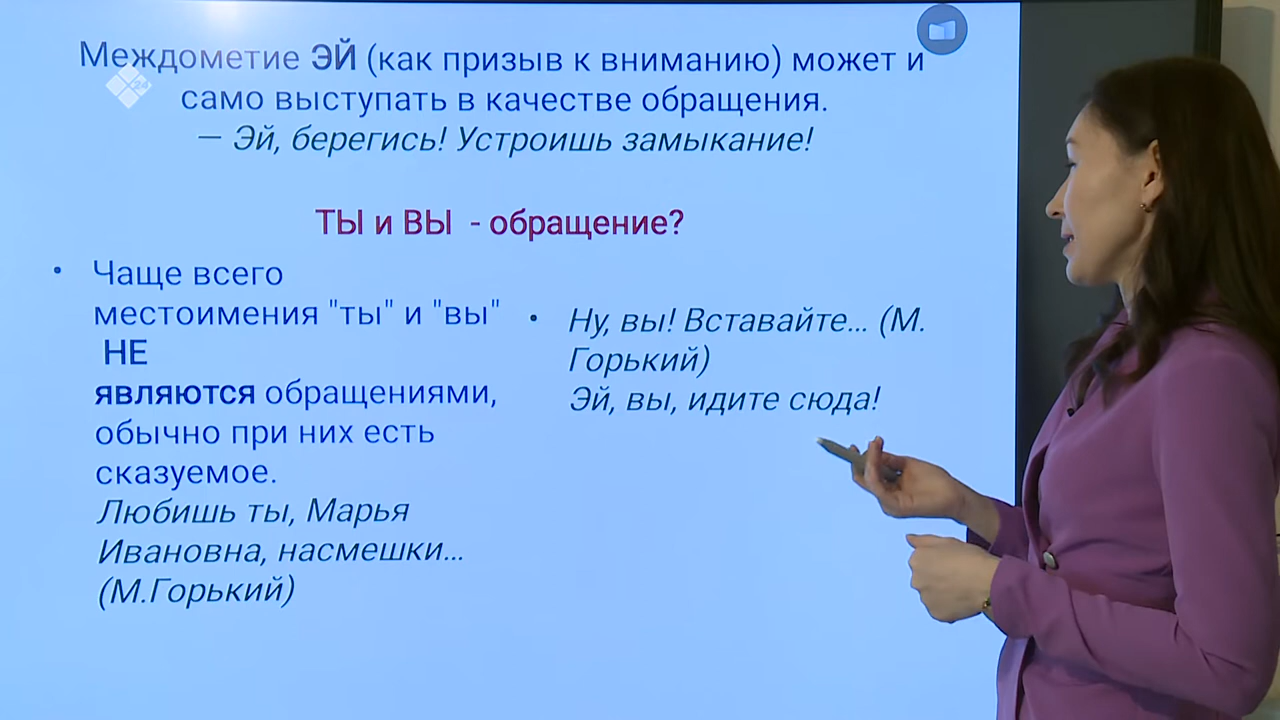 Междометие ЭЙ (как призыв к вниманию) может и
само выступать в качестве обращения.
— Эй, берегись! Устроишь замыкание!
ТЫ и ВЫ - обращение?
• Чаще всего
местоимения "ты" и "вы"
НЕ
являются обращениями,
обычно при них есть
сказуемое.
Любишь ты, Марья
Ивановна, насмешки...
(М.Горький)
• Ну, вы! Вставайте... (М.
Горький)
Эй, вы, идите сюда!
24